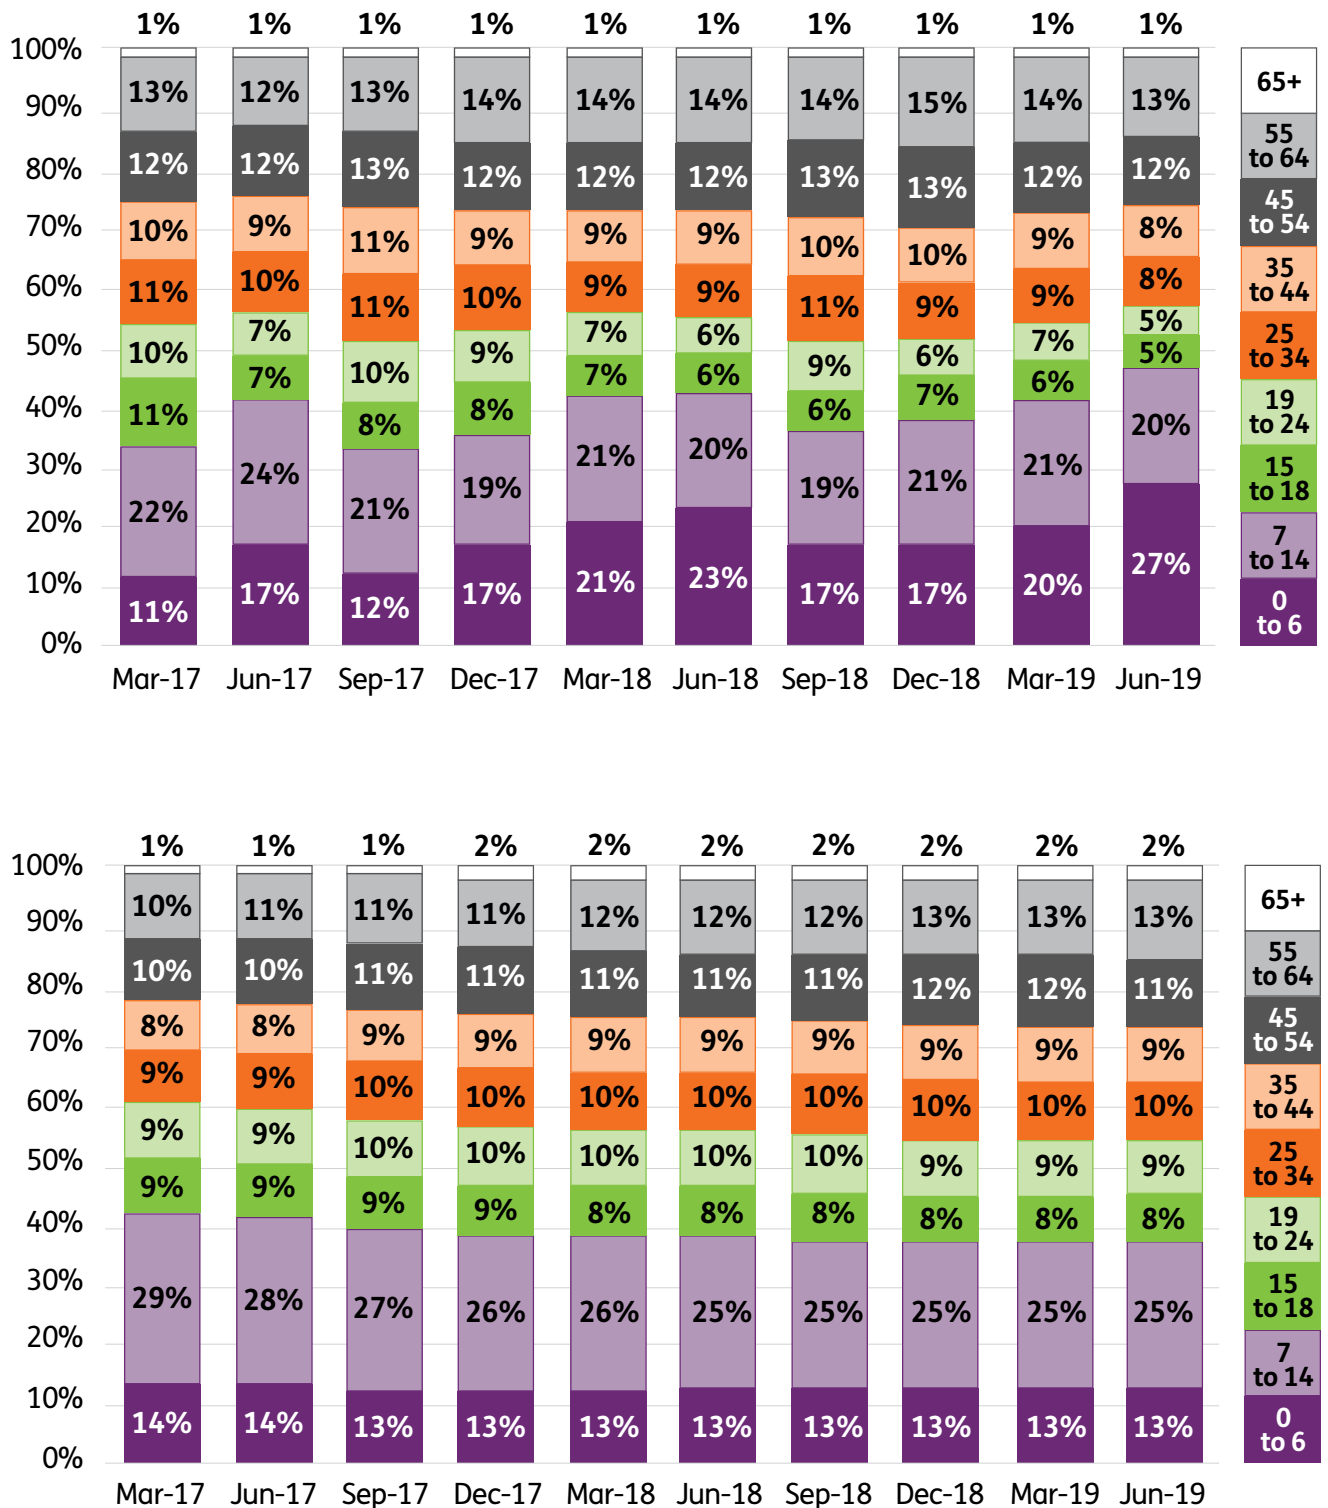 1% 1% 1% 1% 1% 1% 1% 1% 1% 1%
100%
90%
80%
70%
60%
50%
40%
30%
20%
10%
0%
13% 12% 13% 14% 14% 14% 14% 15% 14% 13%
12% 12% 13% 12% 12% 12% 13% 13% 12% 12%
10% 9% 11% 9% 9% 9% 10% 10% 9% 8%
11% 10% 11% 10% 9% 9% 11% 9% 9% 8%
10% 7% 10% 9% 7% 6% 9% 6% 7% 5%
11% 7% 8% 8% 7% 6% 6% 7% 6% 5%
22% 24% 21% 19% 21% 20% 19% 21% 21% 20%
11% 17% 12% 17% 21% 23% 17% 17% 20% 27%
Mar-17 Jun-17 Sep-17 Dec-17 Mar-18 Jun-18 Sep-18 Dec-18 Mar-19 Jun-19
65+
55
to 64
45
to 54
35
to 44
25
to 34
19
to 24
15
to 18
7
to 14
0
to 6
1% 1% 1% 2% 2% 2% 2% 2% 2% 2%
100%
90%
80%
70%
60%
50%
40%
30%
20%
10%
0%
10% 11% 11% 11% 12% 12% 12% 13% 13% 13%
10% 10% 11% 11% 11% 11% 11% 12% 12% 11%
8% 8% 9% 9% 9% 9% 9% 9% 9% 9%
9% 9% 10% 10% 10% 10% 10% 10% 10% 10%
9% 9% 10% 10% 10% 10% 10% 9% 9% 9%
9% 9% 9% 9% 8% 8% 8% 8% 8% 8%
29% 28% 27% 26% 26% 25% 25% 25% 25% 25%
14% 14% 13% 13% 13% 13% 13% 13% 13% 13%
Mar-17 Jun-17 Sep-17 Dec-17 Mar-18 Jun-18 Sep-18 Dec-18 Mar-19 Jun-19
65+
55
to 64
45
to 54
35
to 44
25
to 34
19
to 24
15
to 18
7
to 14
0
to 6